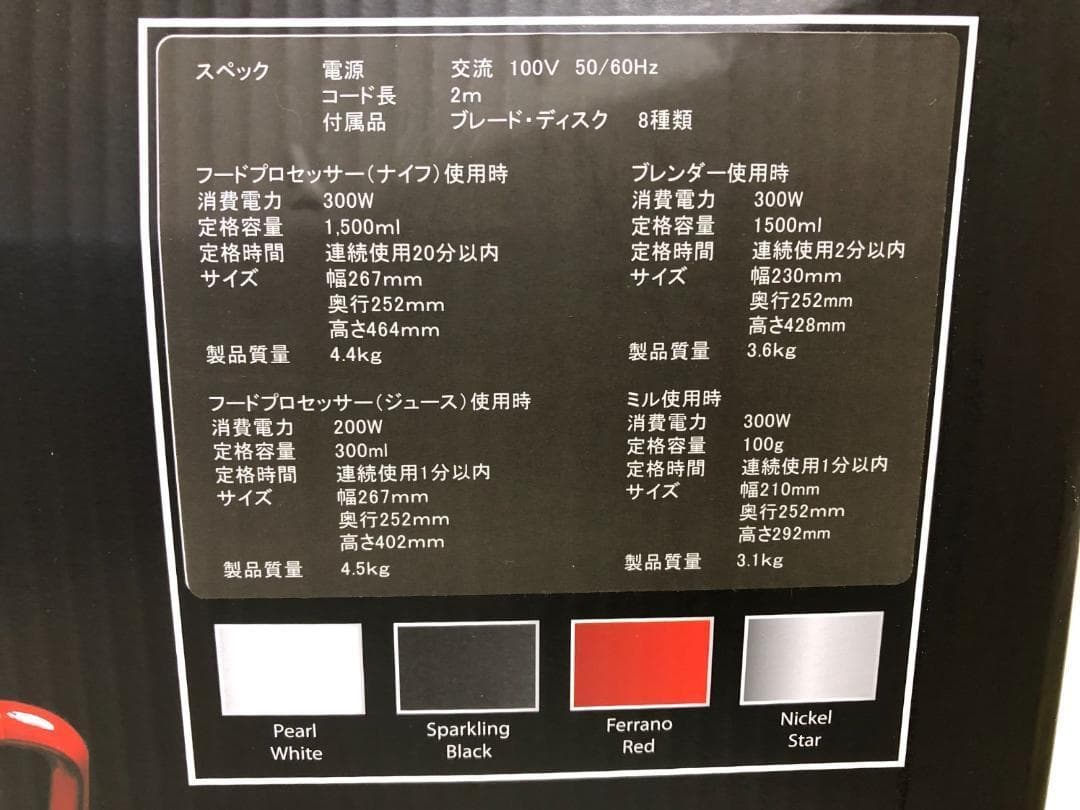 スペック 電源 交流 100V 50/60Hz
コード長 2m
付属品 ブレード・ディスク 8種類
フードプロセッサー(ナイフ)使用時
消費電力 300W
定格容量 1,500ml
定格時間 連続使用20分以内
サイズ 幅267mm
奥行252mm
高さ464mm
製品質量 4.4kg
ブレンダー使用時
消費電力 300W
定格容量 1500ml
定格時間 連続使用2分以内
サイズ 幅230mm
奥行252mm
高さ428mm
製品質量 3.6kg
フードプロセッサー(ジュース)使用時
消費電力 200W
定格容量 300ml
定格時間 連続使用1分以内
サイズ 幅267mm
奥行252mm
高さ402mm
製品質量 4.5kg
ミル使用時
消費電力 300W
定格容量 100g
定格時間 連続使用1分以内
サイズ 幅210mm
奥行252mm
高さ292mm
製品質量 3.1kg
Pearl
White
Sparkling
Black
Ferrano
Red
Nickel
Star